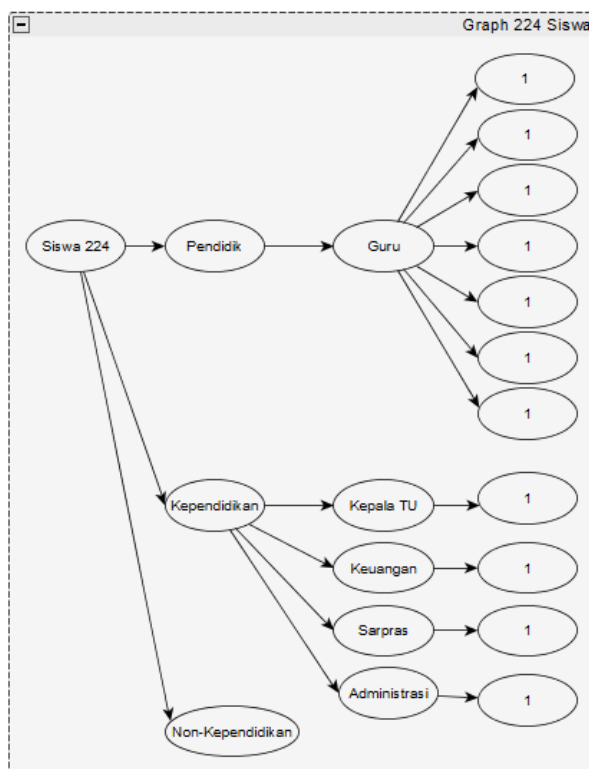 Graph 224 Siswa
1
1
1
Siswa 224
Pendidik
Guru
1
1
1
1
Kependidikan
Kepala TU
1
Keuangan
1
Sarpras
1
Administrasi
1
Non-Kependidikan